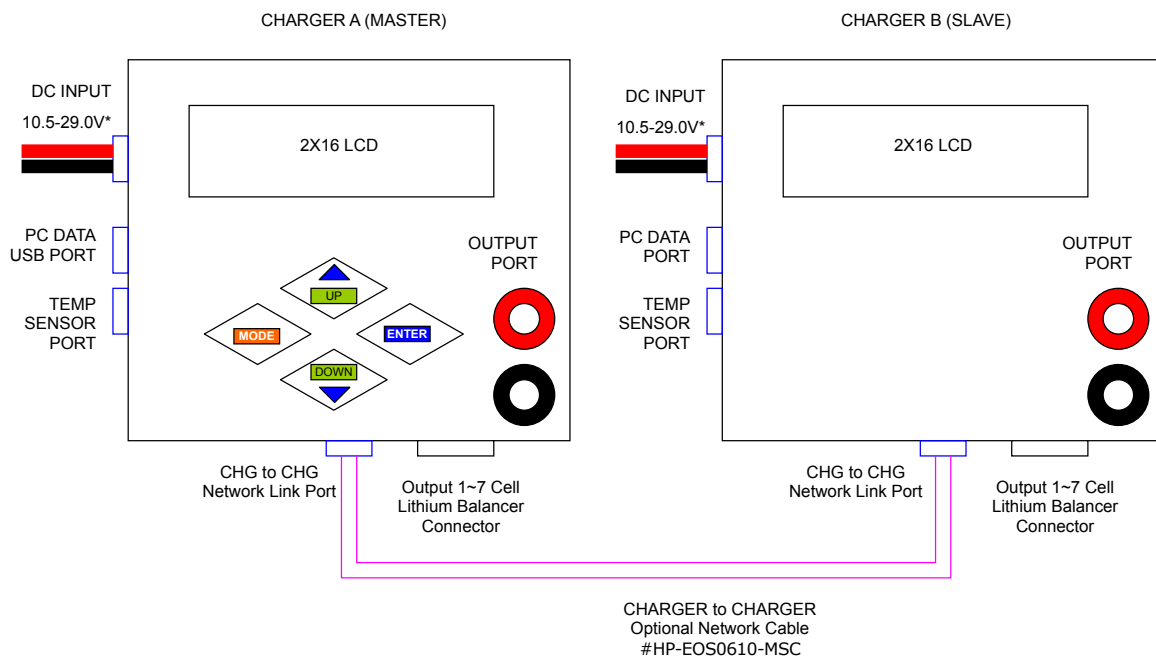 CHARGER A (MASTER)
DC INPUT
10.5-29.0V*
2X16 LCD
PC DATA
USB PORT
TEMP
SENSOR
PORT
UP
MODE
ENTER
DOWN
OUTPUT
PORT
CHG to CHG
Network Link Port
Output 1~7 Cell
Lithium Balancer
Connector
CHARGER B (SLAVE)
DC INPUT
10.5-29.0V*
2X16 LCD
PC DATA
PORT
TEMP
SENSOR
PORT
OUTPUT
PORT
CHG to CHG
Network Link Port
Output 1~7 Cell
Lithium Balancer
Connector
CHARGER to CHARGER
Optional Network Cable
#HP-EOS0610-MSC